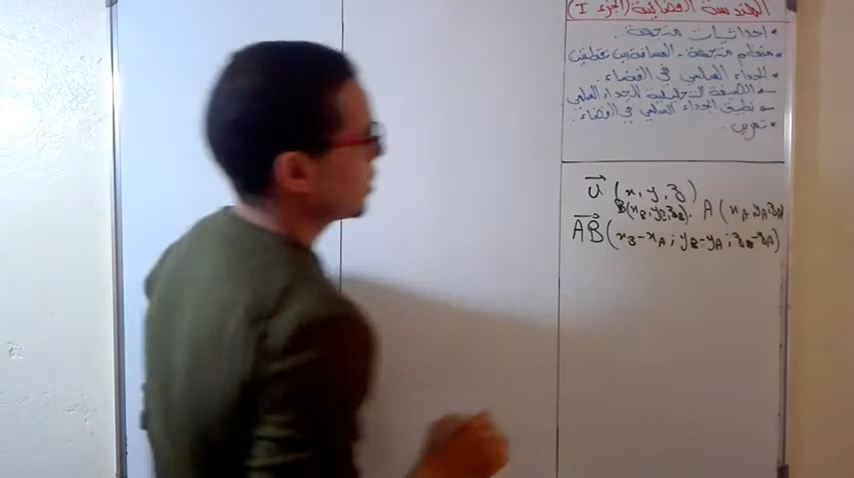 الهندسة الفضائية (الجزء I)
* احداثيات متجهة.
* منظم متجهة - المسافة بين نقطتين
* الجداء السلمي في الفضاء.
- الصيغة التحليلية للجداء السلمي
- تطبيق الجداء السلمي في الفضاء.
* تمارين.
u⃗ (x, y, z)
B(xB, yB, zB). A(xA, yA, zA)
AB⃗ (xB-xA ; yB-yA ; zB-zA)